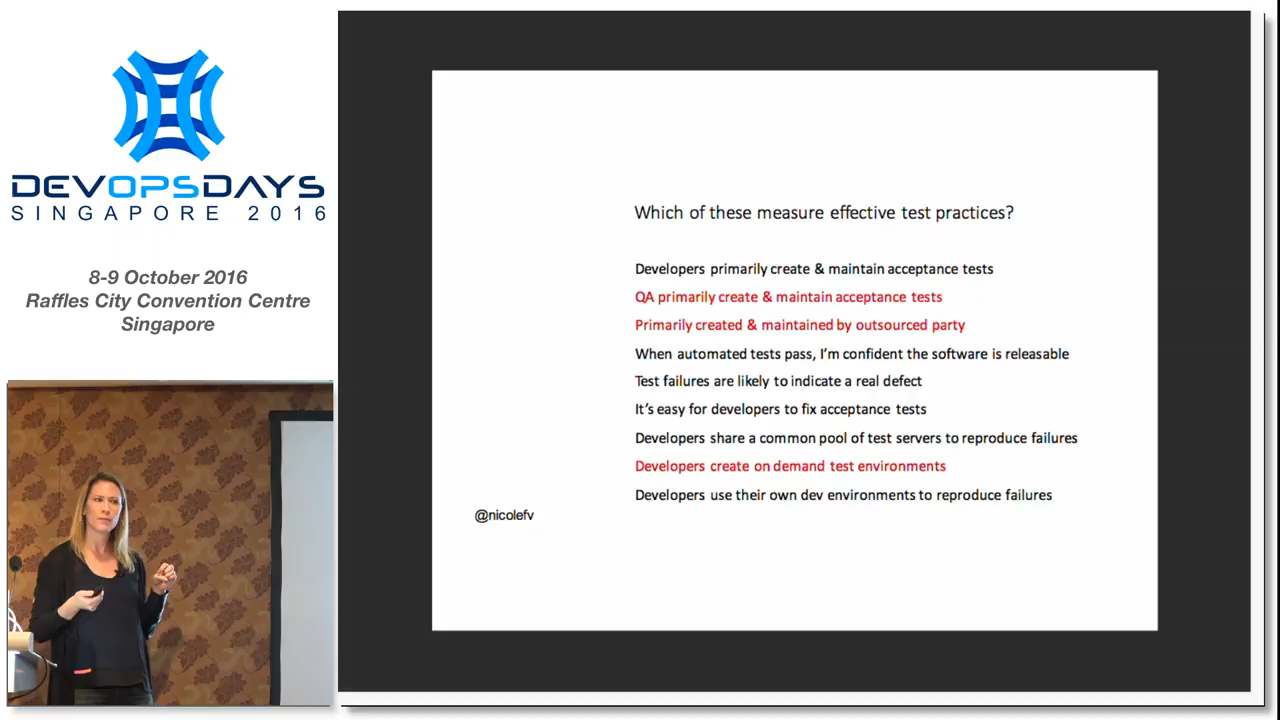 DEVOPSDAYS
SINGAPORE 2016
8-9 October 2016
Raffles City Convention Centre
Singapore
Which of these measure effective test practices?
Developers primarily create & maintain acceptance tests
QA primarily create & maintain acceptance tests
Primarily created & maintained by outsourced party
When automated tests pass, I'm confident the software is releasable
Test failures are likely to indicate a real defect
It's easy for developers to fix acceptance tests
Developers share a common pool of test servers to reproduce failures
Developers create on demand test environments
Developers use their own dev environments to reproduce failures
@nicolefv